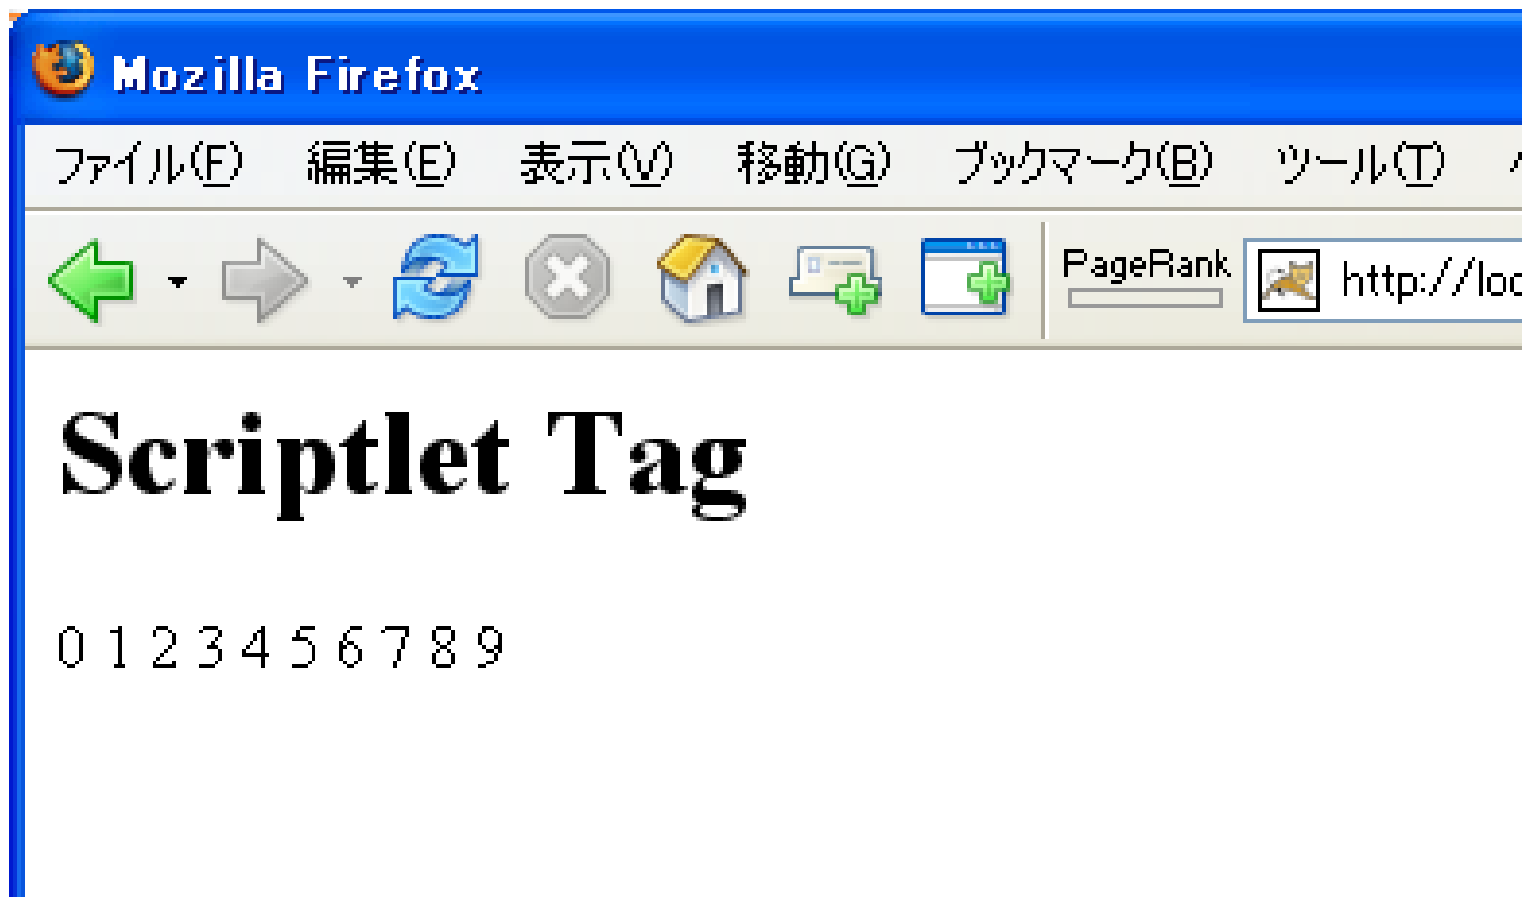 Mozilla Firefox
ファイル(F) 編集(E) 表示(V) 移動(G) ブックマーク(B) ツール(T)
PageRank http://loc
Scriptlet Tag
0 1 2 3 4 5 6 7 8 9